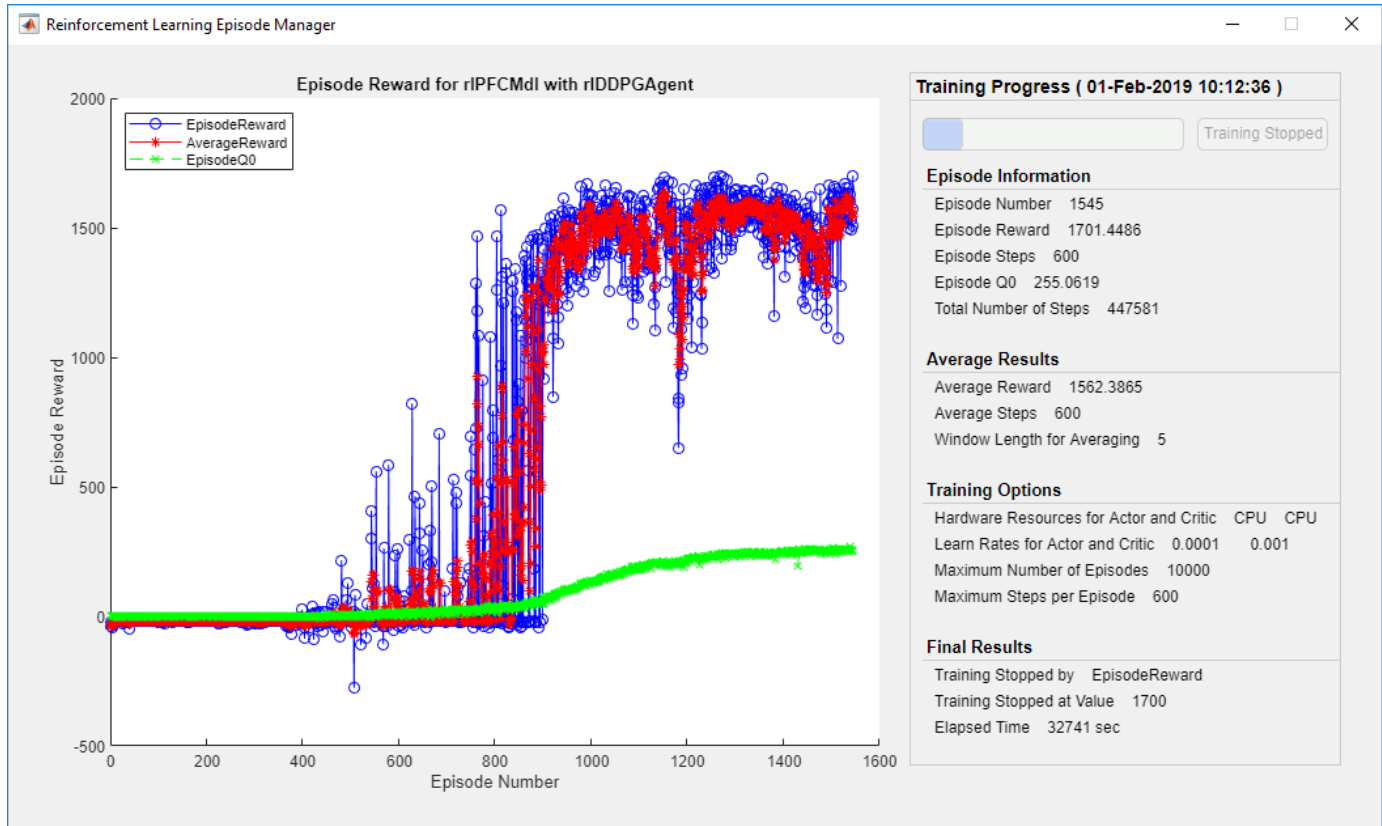 Reinforcement Learning Episode Manager
Episode Reward for rlPFCMdl with rlDDPGAgent
2000
1500
1000
500
0
-500
Episode Reward
EpisodeReward
AverageReward
EpisodeQ0
0 200 400 600 800 1000 1200 1400 1600
Episode Number
Training Progress ( 01-Feb-2019 10:12:36 )
Training Stopped
Episode Information
Episode Number 1545
Episode Reward 1701.4486
Episode Steps 600
Episode Q0 255.0619
Total Number of Steps 447581
Average Results
Average Reward 1562.3865
Average Steps 600
Window Length for Averaging 5
Training Options
Hardware Resources for Actor and Critic CPU CPU
Learn Rates for Actor and Critic 0.0001 0.001
Maximum Number of Episodes 10000
Maximum Steps per Episode 600
Final Results
Training Stopped by EpisodeReward
Training Stopped at Value 1700
Elapsed Time 32741 sec